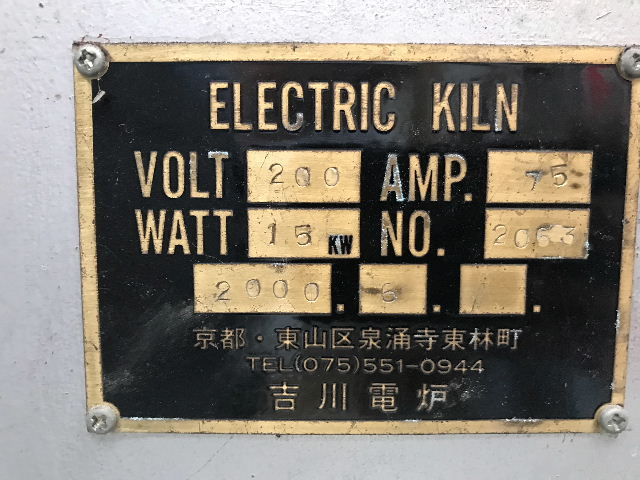 ELECTRIC KILN
VOLT 200 AMP. 75
WATT 15 KW NO. 2063
2000. 6. .
京都・東山区泉涌寺東林町
TEL(075)551-0944
吉川電炉